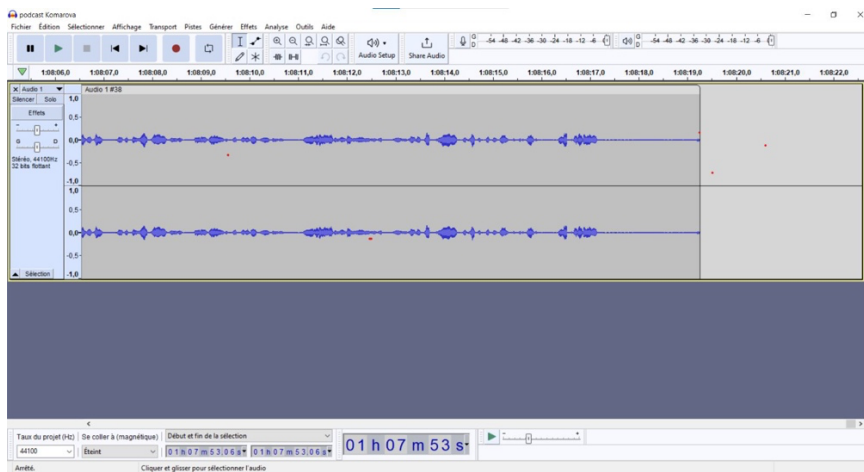 podcast Komarova
Fichier Édition Sélectionner Affichage Transport Pistes Générer Effets Analyse Outils Aide
Audio Setup Share Audio
G D -54 -48 -42 -36 -30 -24 -18 -12 -6 0 G D -54 -48 -42 -36 -30 -24 -18 -12 -6 0
1:08:06,0 1:08:07,0 1:08:08,0 1:08:09,0 1:08:10,0 1:08:11,0 1:08:12,0 1:08:13,0 1:08:14,0 1:08:15,0 1:08:16,0 1:08:17,0 1:08:18,0 1:08:19,0 1:08:20,0 1:08:21,0 1:08:22,0
Audio 1 Audio 1 #38
Silencer Solo 1,0
Effets 0,5-
- + 0,0-
G D
Stéréo, 44100Hz -0,5-
32 bits flottant
-1,0
1,0
0,5-
0,0-
-0,5-
Sélection -1,0
Taux du projet (Hz) Se coller à (magnétique) Début et fin de la sélection
44100 Éteint 01h07m53,06s 01h07m53,06s 01 h 07 m 53 s
Arrêté. Cliquer et glisser pour sélectionner l'audio